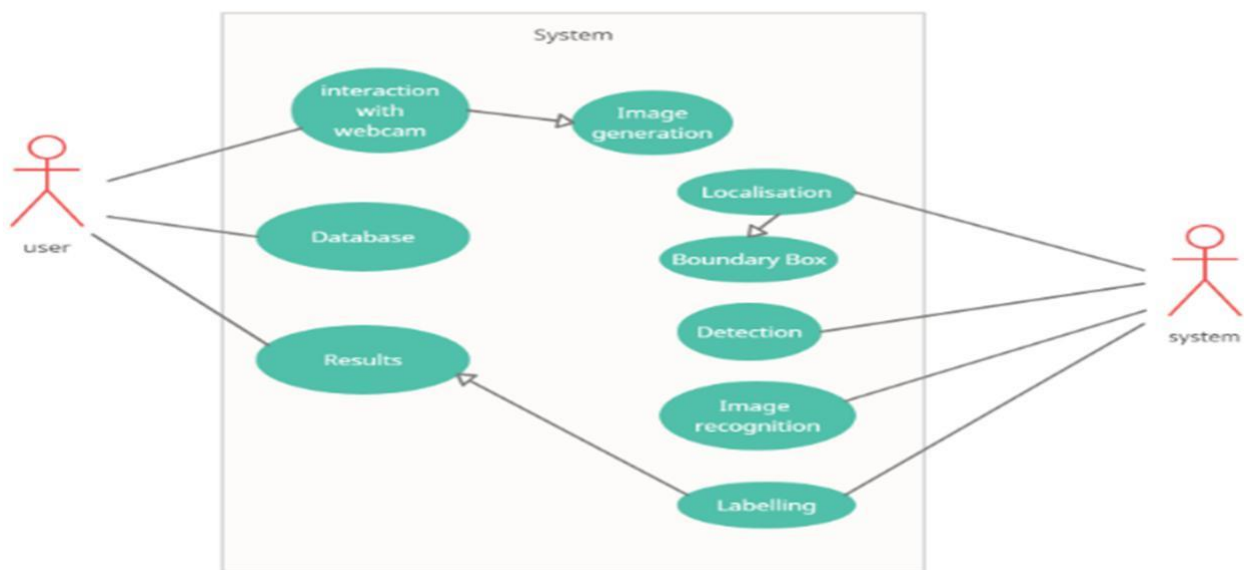 System
interaction
with
webcam
Image
generation
Localisation
Database
Boundary Box
user
Detection
system
Results
Image
recognition
Labelling